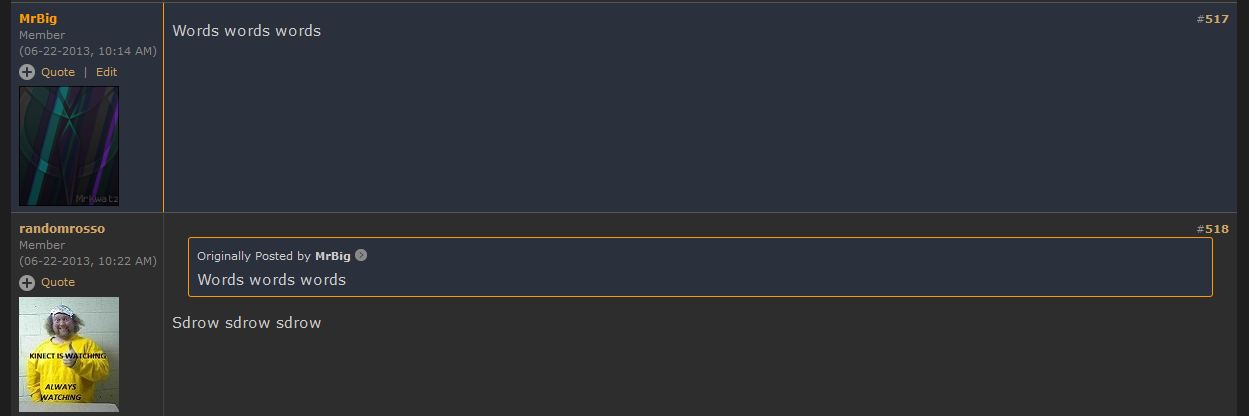 MrBig
#517
Member
(06-22-2013, 10:14 AM)
Quote | Edit
Words words words
randomrosso
#518
Member
(06-22-2013, 10:22 AM)
Quote
KINECT IS WATCHING
ALWAYS
WATCHING
Originally Posted by MrBig
Words words words
Sdrow sdrow sdrow